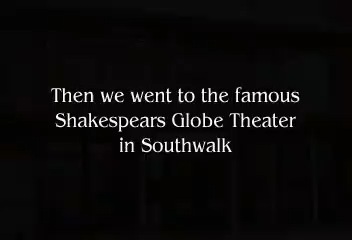 Then we went to the famous
Shakespears Globe Theater
in Southwalk